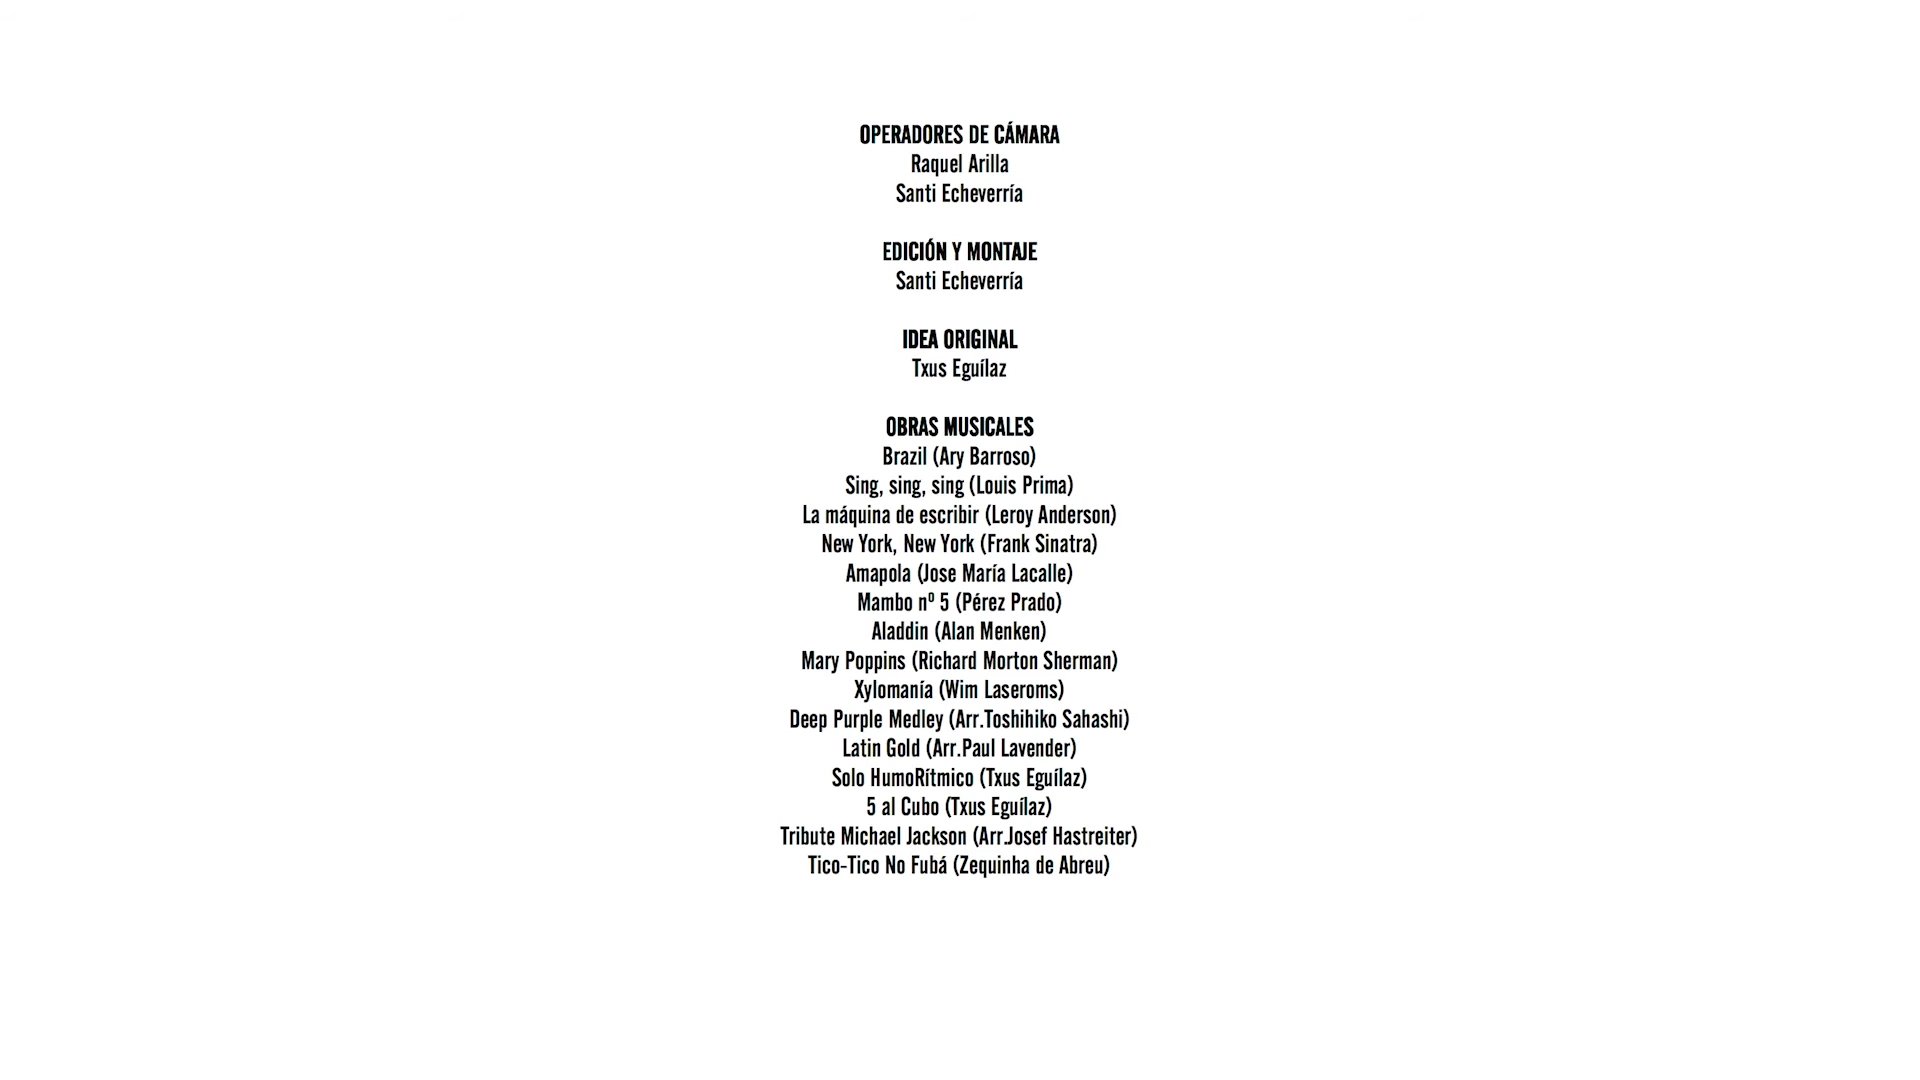 OPERADORES DE CÁMARA
Raquel Arilla
Santi Echeverría
EDICIÓN Y MONTAJE
Santi Echeverría
IDEA ORIGINAL
Txus Eguílaz
OBRAS MUSICALES
Brazil (Ary Barroso)
Sing, sing, sing (Louis Prima)
La máquina de escribir (Leroy Anderson)
New York, New York (Frank Sinatra)
Amapola (Jose María Lacalle)
Mambo nº 5 (Pérez Prado)
Aladdin (Alan Menken)
Mary Poppins (Richard Morton Sherman)
Xylomanía (Wim Laseroms)
Deep Purple Medley (Arr.Toshihiko Sahashi)
Latin Gold (Arr.Paul Lavender)
Solo HumoRítmico (Txus Eguílaz)
5 al Cubo (Txus Eguílaz)
Tribute Michael Jackson (Arr.Josef Hastreiter)
Tico-Tico No Fubá (Zequinha de Abreu)